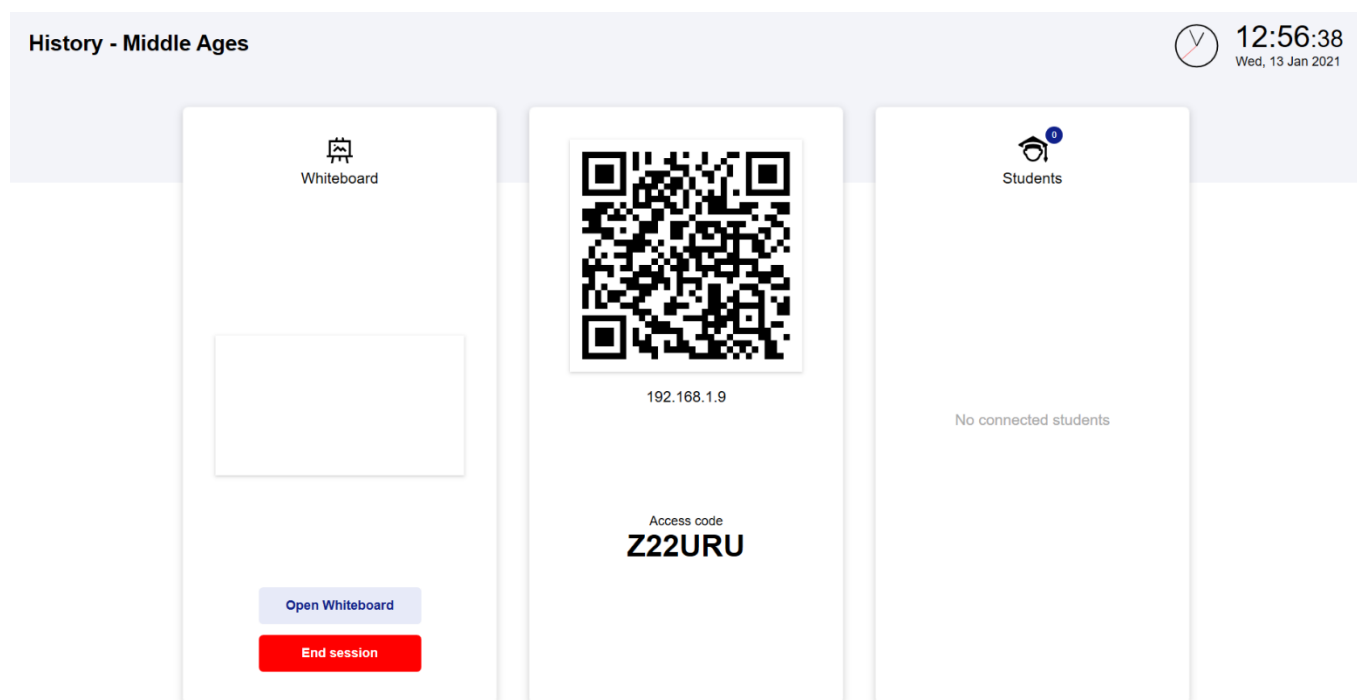 History - Middle Ages
12:56:38
Wed, 13 Jan 2021
Whiteboard
Open Whiteboard
End session
192.168.1.9
Access code
Z22URU
0
Students
No connected students